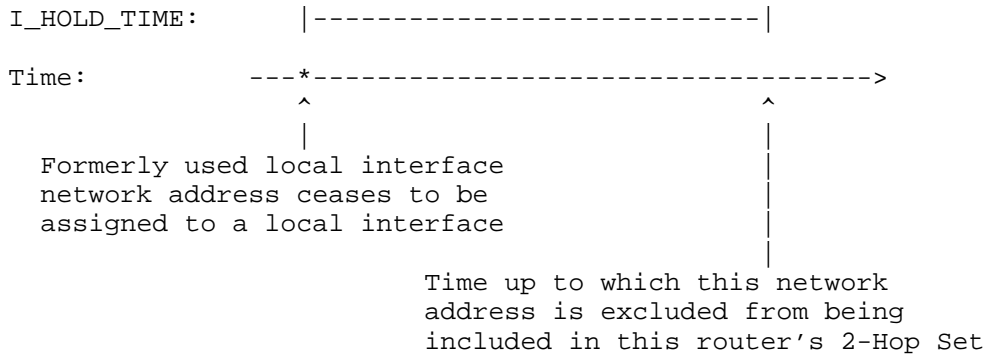 I_HOLD_TIME: |----------------------------|
Time: ---*----------------------------------->
^ ^
| |
Formerly used local interface |
network address ceases to be |
assigned to a local interface |
|
Time up to which this network
address is excluded from being
included in this router's 2-Hop Set